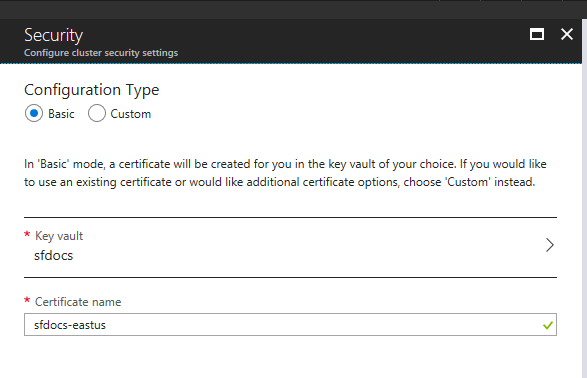 Security
Configure cluster security settings
Configuration Type
Basic Custom
In 'Basic' mode, a certificate will be created for you in the key vault of your choice. If you would like
to use an existing certificate or would like additional certificate options, choose 'Custom' instead.
* Key vault
sfdocs
* Certificate name
sfdocs-eastus